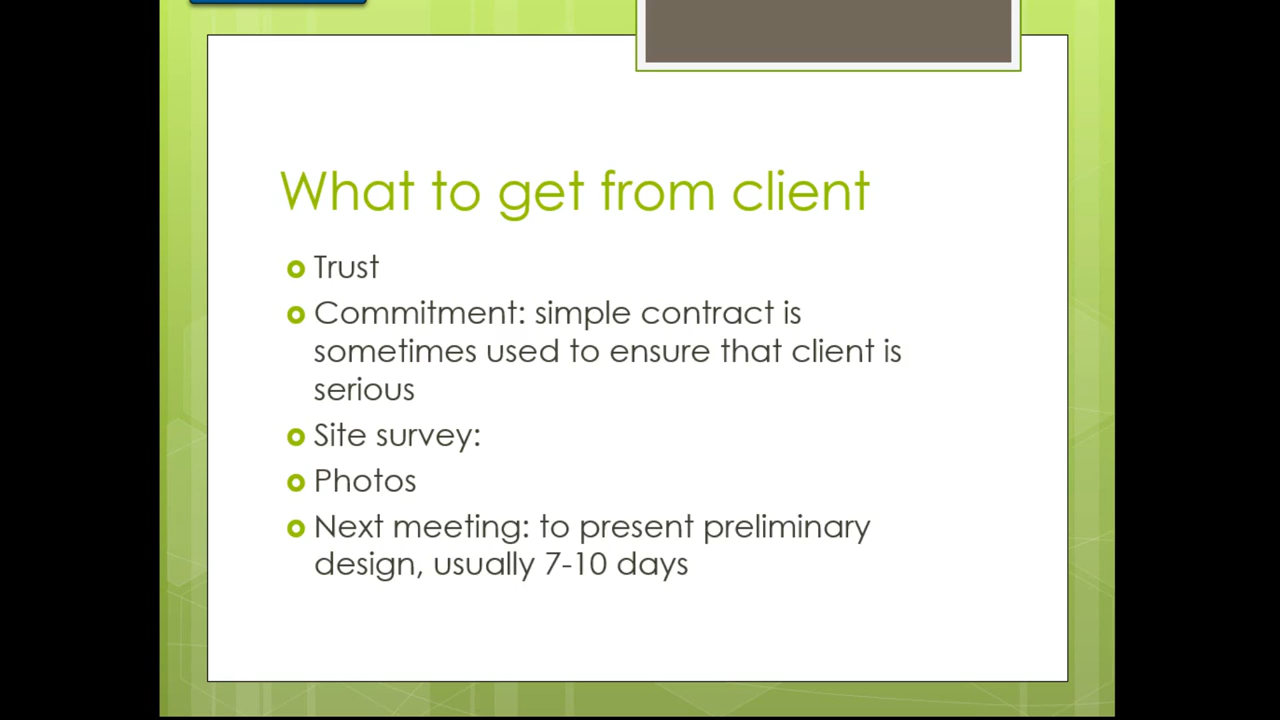 What to get from client
Trust
Commitment: simple contract is
sometimes used to ensure that client is
serious
Site survey:
Photos
Next meeting: to present preliminary
design, usually 7-10 days